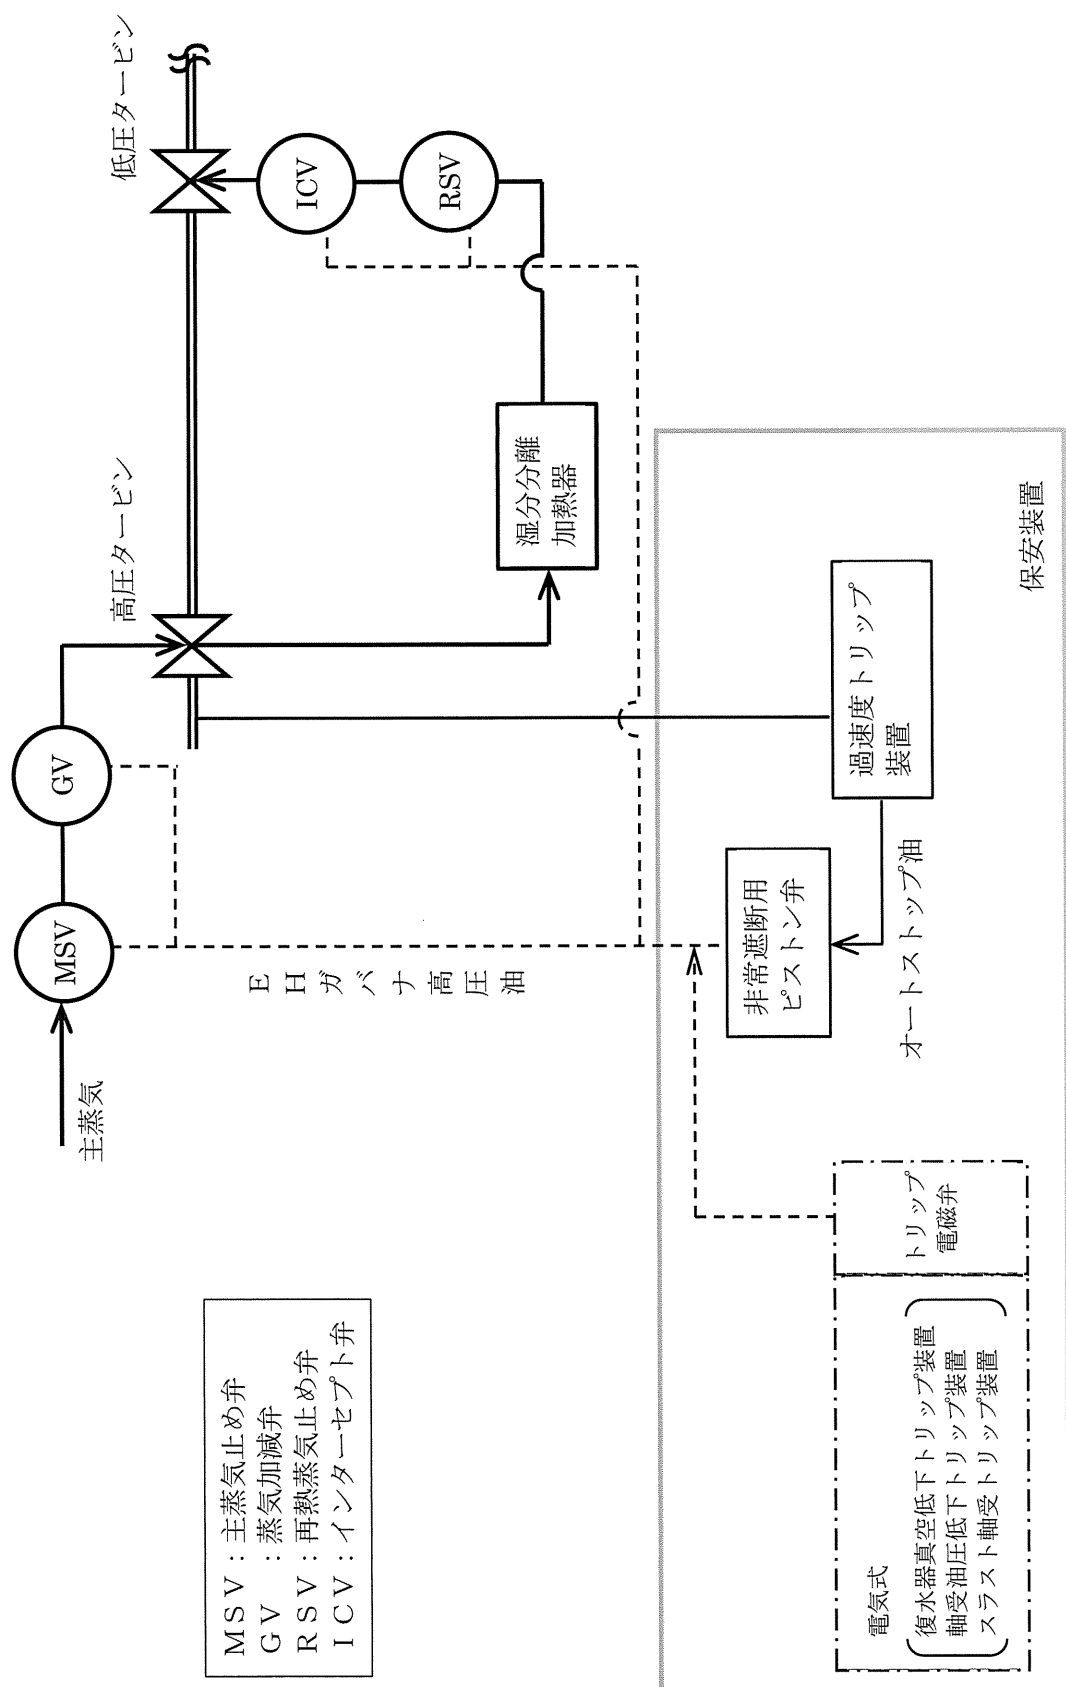 主蒸気
MSV
GV
高圧タービン
低圧タービン
ICV
RSV
湿分分離
加熱器
EHガバナ高圧油
MSV:主蒸気止め弁
GV:蒸気加減弁
RSV:再熱蒸気止め弁
ICV:インターセプト弁
非常遮断用
ピストン弁
過速度トリップ
装置
オートストップ油
保安装置
トリップ
電磁弁
電気式
復水器真空低下トリップ装置
軸受油圧低下トリップ装置
スラスト軸受トリップ装置